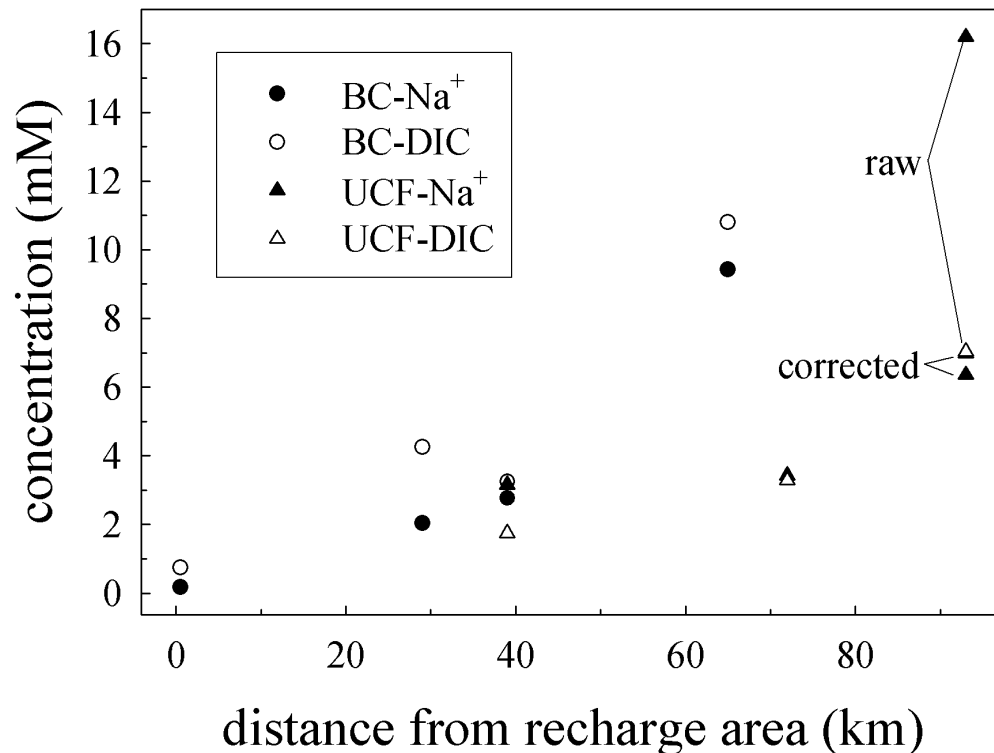 concentration (mM)
16
14
12
10
8
6
4
2
0
BC-Na⁺
BC-DIC
UCF-Na⁺
UCF-DIC
raw
corrected
0 20 40 60 80
distance from recharge area (km)